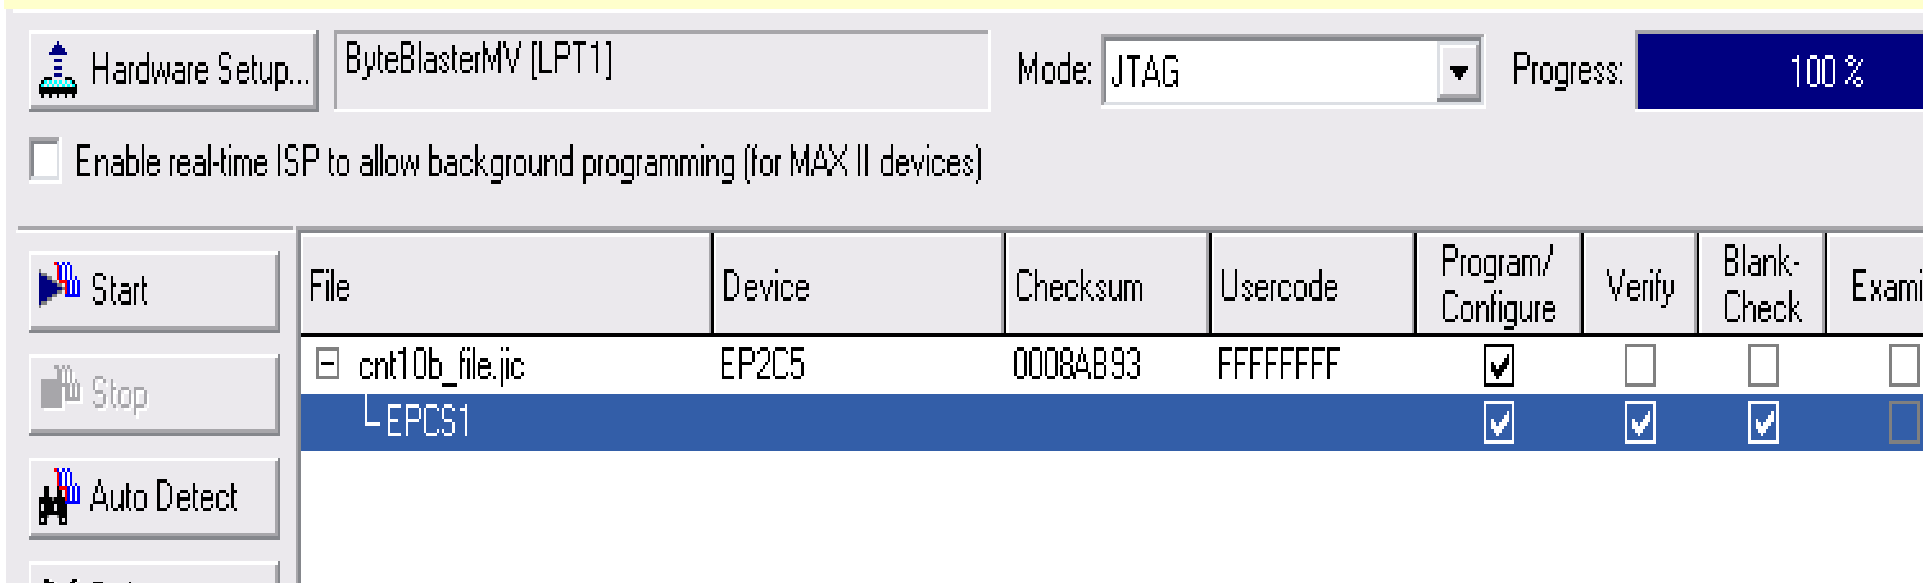 Hardware Setup... ByteBlasterMV [LPT1] Mode: JTAG Progress: 100 %
Enable real-time ISP to allow background programming (for MAX II devices)
Start
Stop
Auto Detect
File Device Checksum Usercode Program/ Configure Verify Blank- Check Exami
cnt10b_file.jic EP2C5 0008AB93 FFFFFFFF
EPCS1